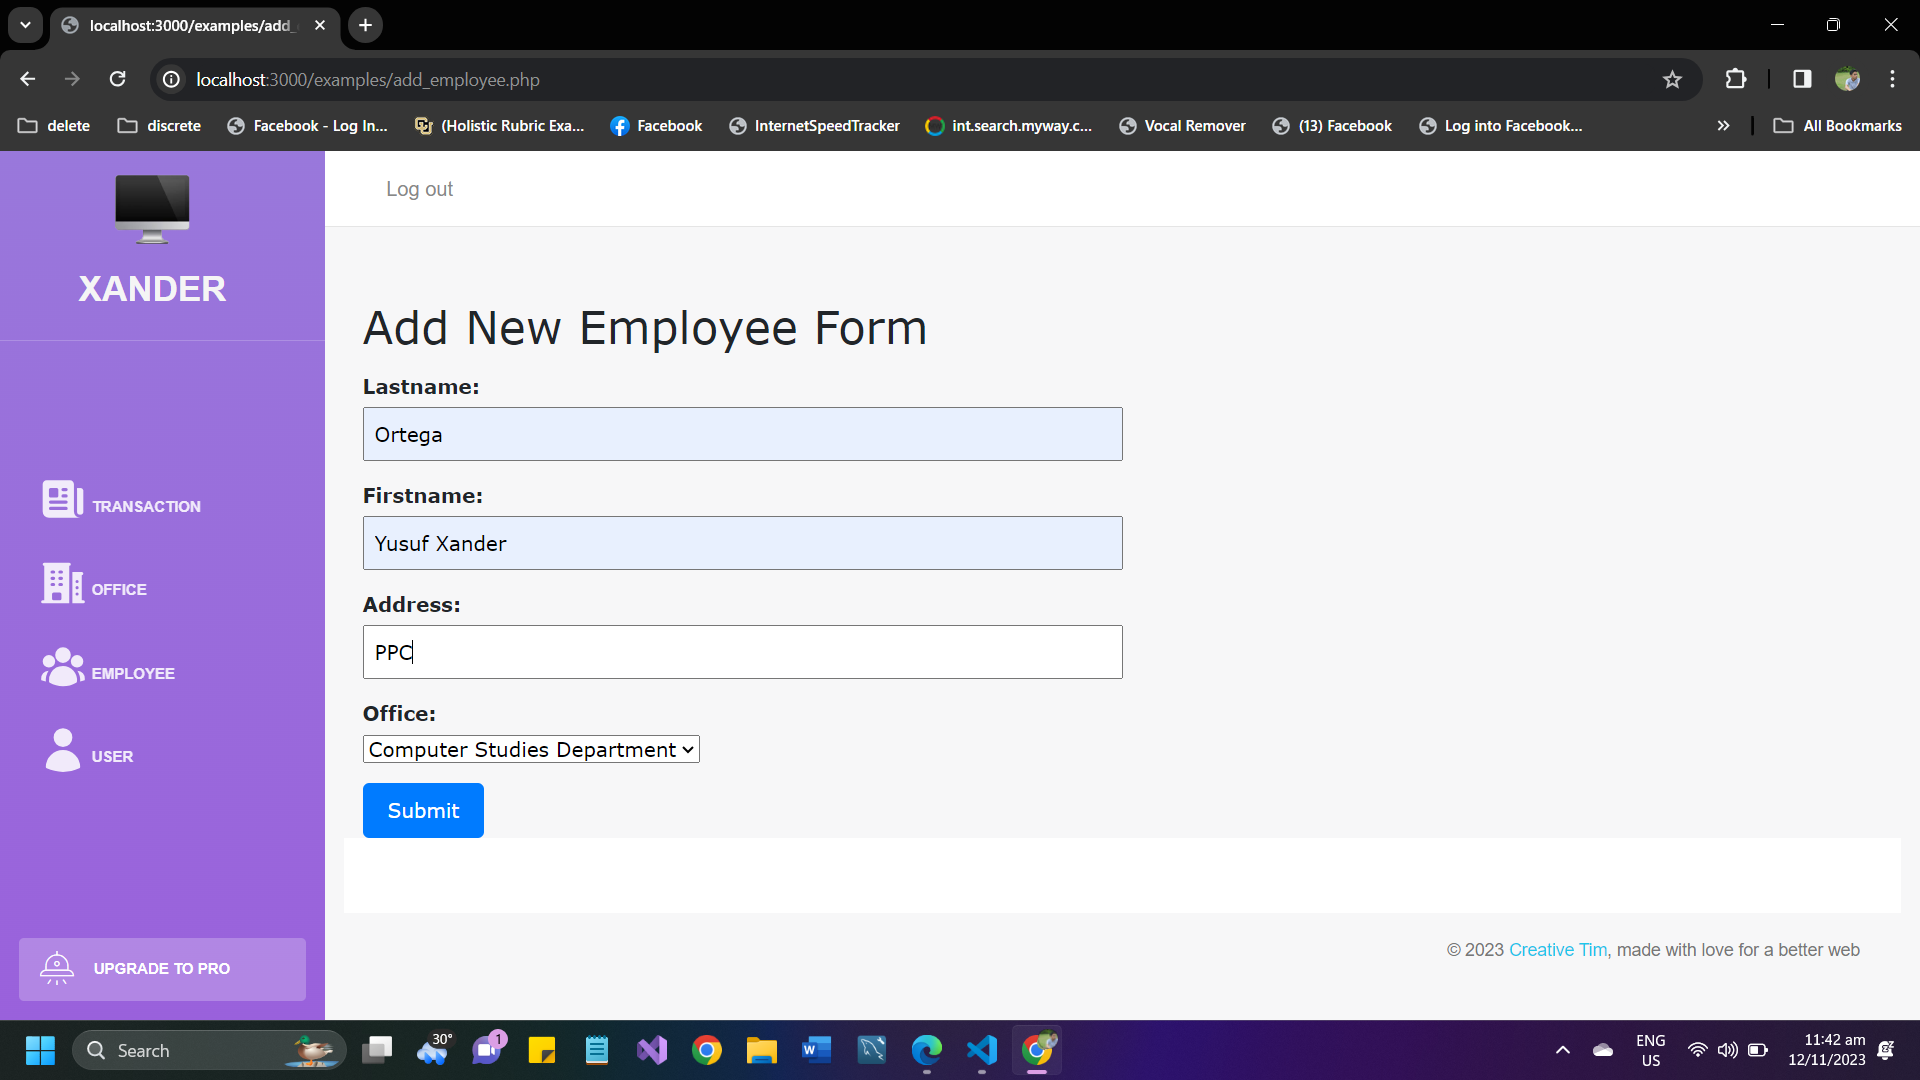 localhost:3000/examples/add_
localhost:3000/examples/add_employee.php
delete
discrete
Facebook - Log In...
(Holistic Rubric Exa...
Facebook
InternetSpeedTracker
int.search.myway.c...
Vocal Remover
(13) Facebook
Log into Facebook...
All Bookmarks
XANDER
TRANSACTION
OFFICE
EMPLOYEE
USER
UPGRADE TO PRO
Log out
Add New Employee Form
Lastname:
Ortega
Firstname:
Yusuf Xander
Address:
PPC
Office:
Computer Studies Department
Submit
© 2023 Creative Tim, made with love for a better web
Search
30°
1
ENG
US
11:42 am
12/11/2023